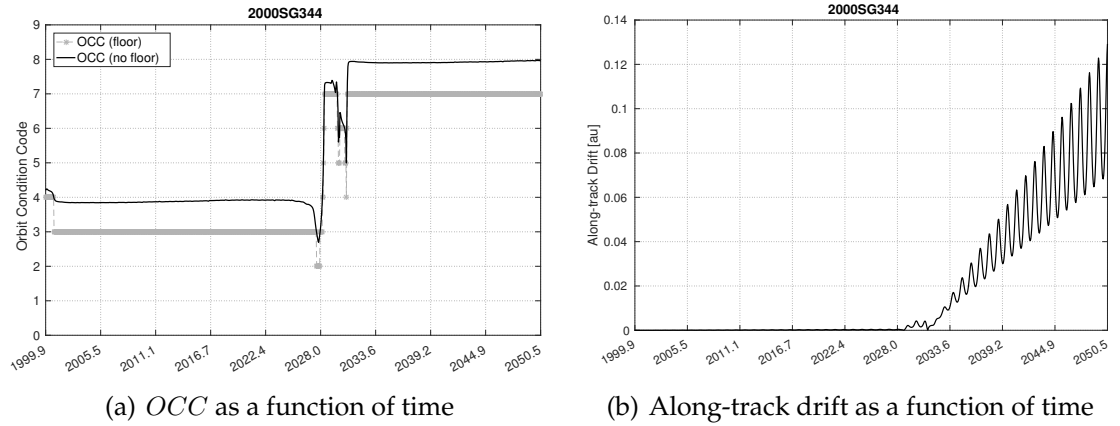 2000SG344
9
8
7
6
5
4
3
2
1
0
Orbit Condition Code
OCC (floor)
OCC (no floor)
1999.9 2005.5 2011.1 2016.7 2022.4 2028.0 2033.6 2039.2 2044.9 2050.5
(a) OCC as a function of time
2000SG344
0.14
0.12
0.1
0.08
0.06
0.04
0.02
0
Along-track Drift [au]
1999.9 2005.5 2011.1 2016.7 2022.4 2028.0 2033.6 2039.2 2044.9 2050.5
(b) Along-track drift as a function of time